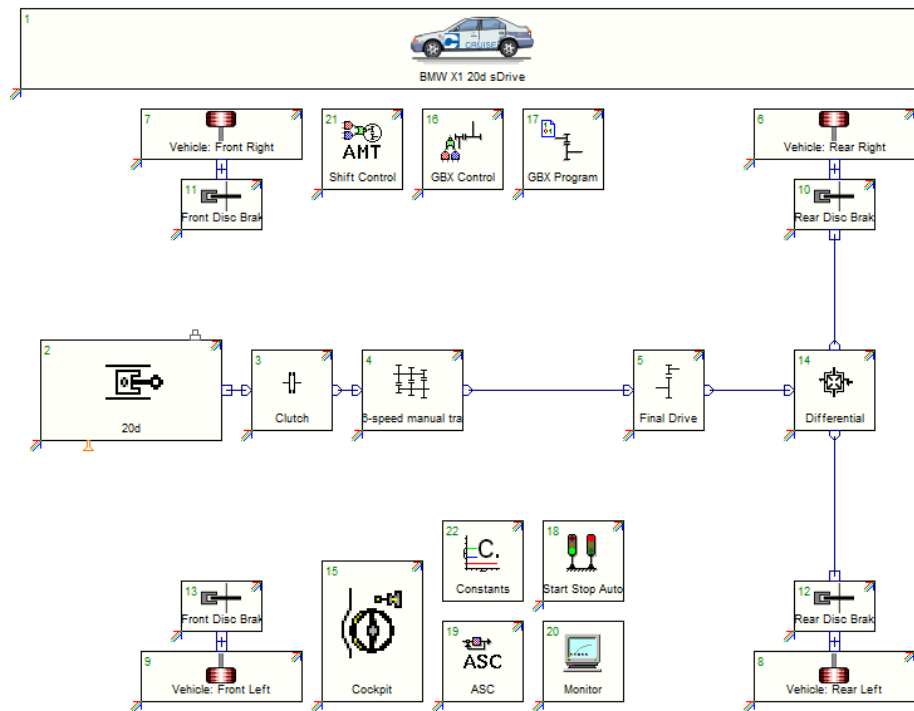 1
CRUISE
BMW X1 20d sDrive
7
Vehicle: Front Right
21
AMT
Shift Control
16
GBX Control
17
GBX Program
6
Vehicle: Rear Right
11
Front Disc Brak
10
Rear Disc Brak
2
20d
3
Clutch
4
6-speed manual tra
5
Final Drive
14
Differential
22
C.
Constants
18
Start Stop Auto
15
Cockpit
13
Front Disc Brak
12
Rear Disc Brak
19
ASC
ASC
20
Monitor
9
Vehicle: Front Left
8
Vehicle: Rear Left